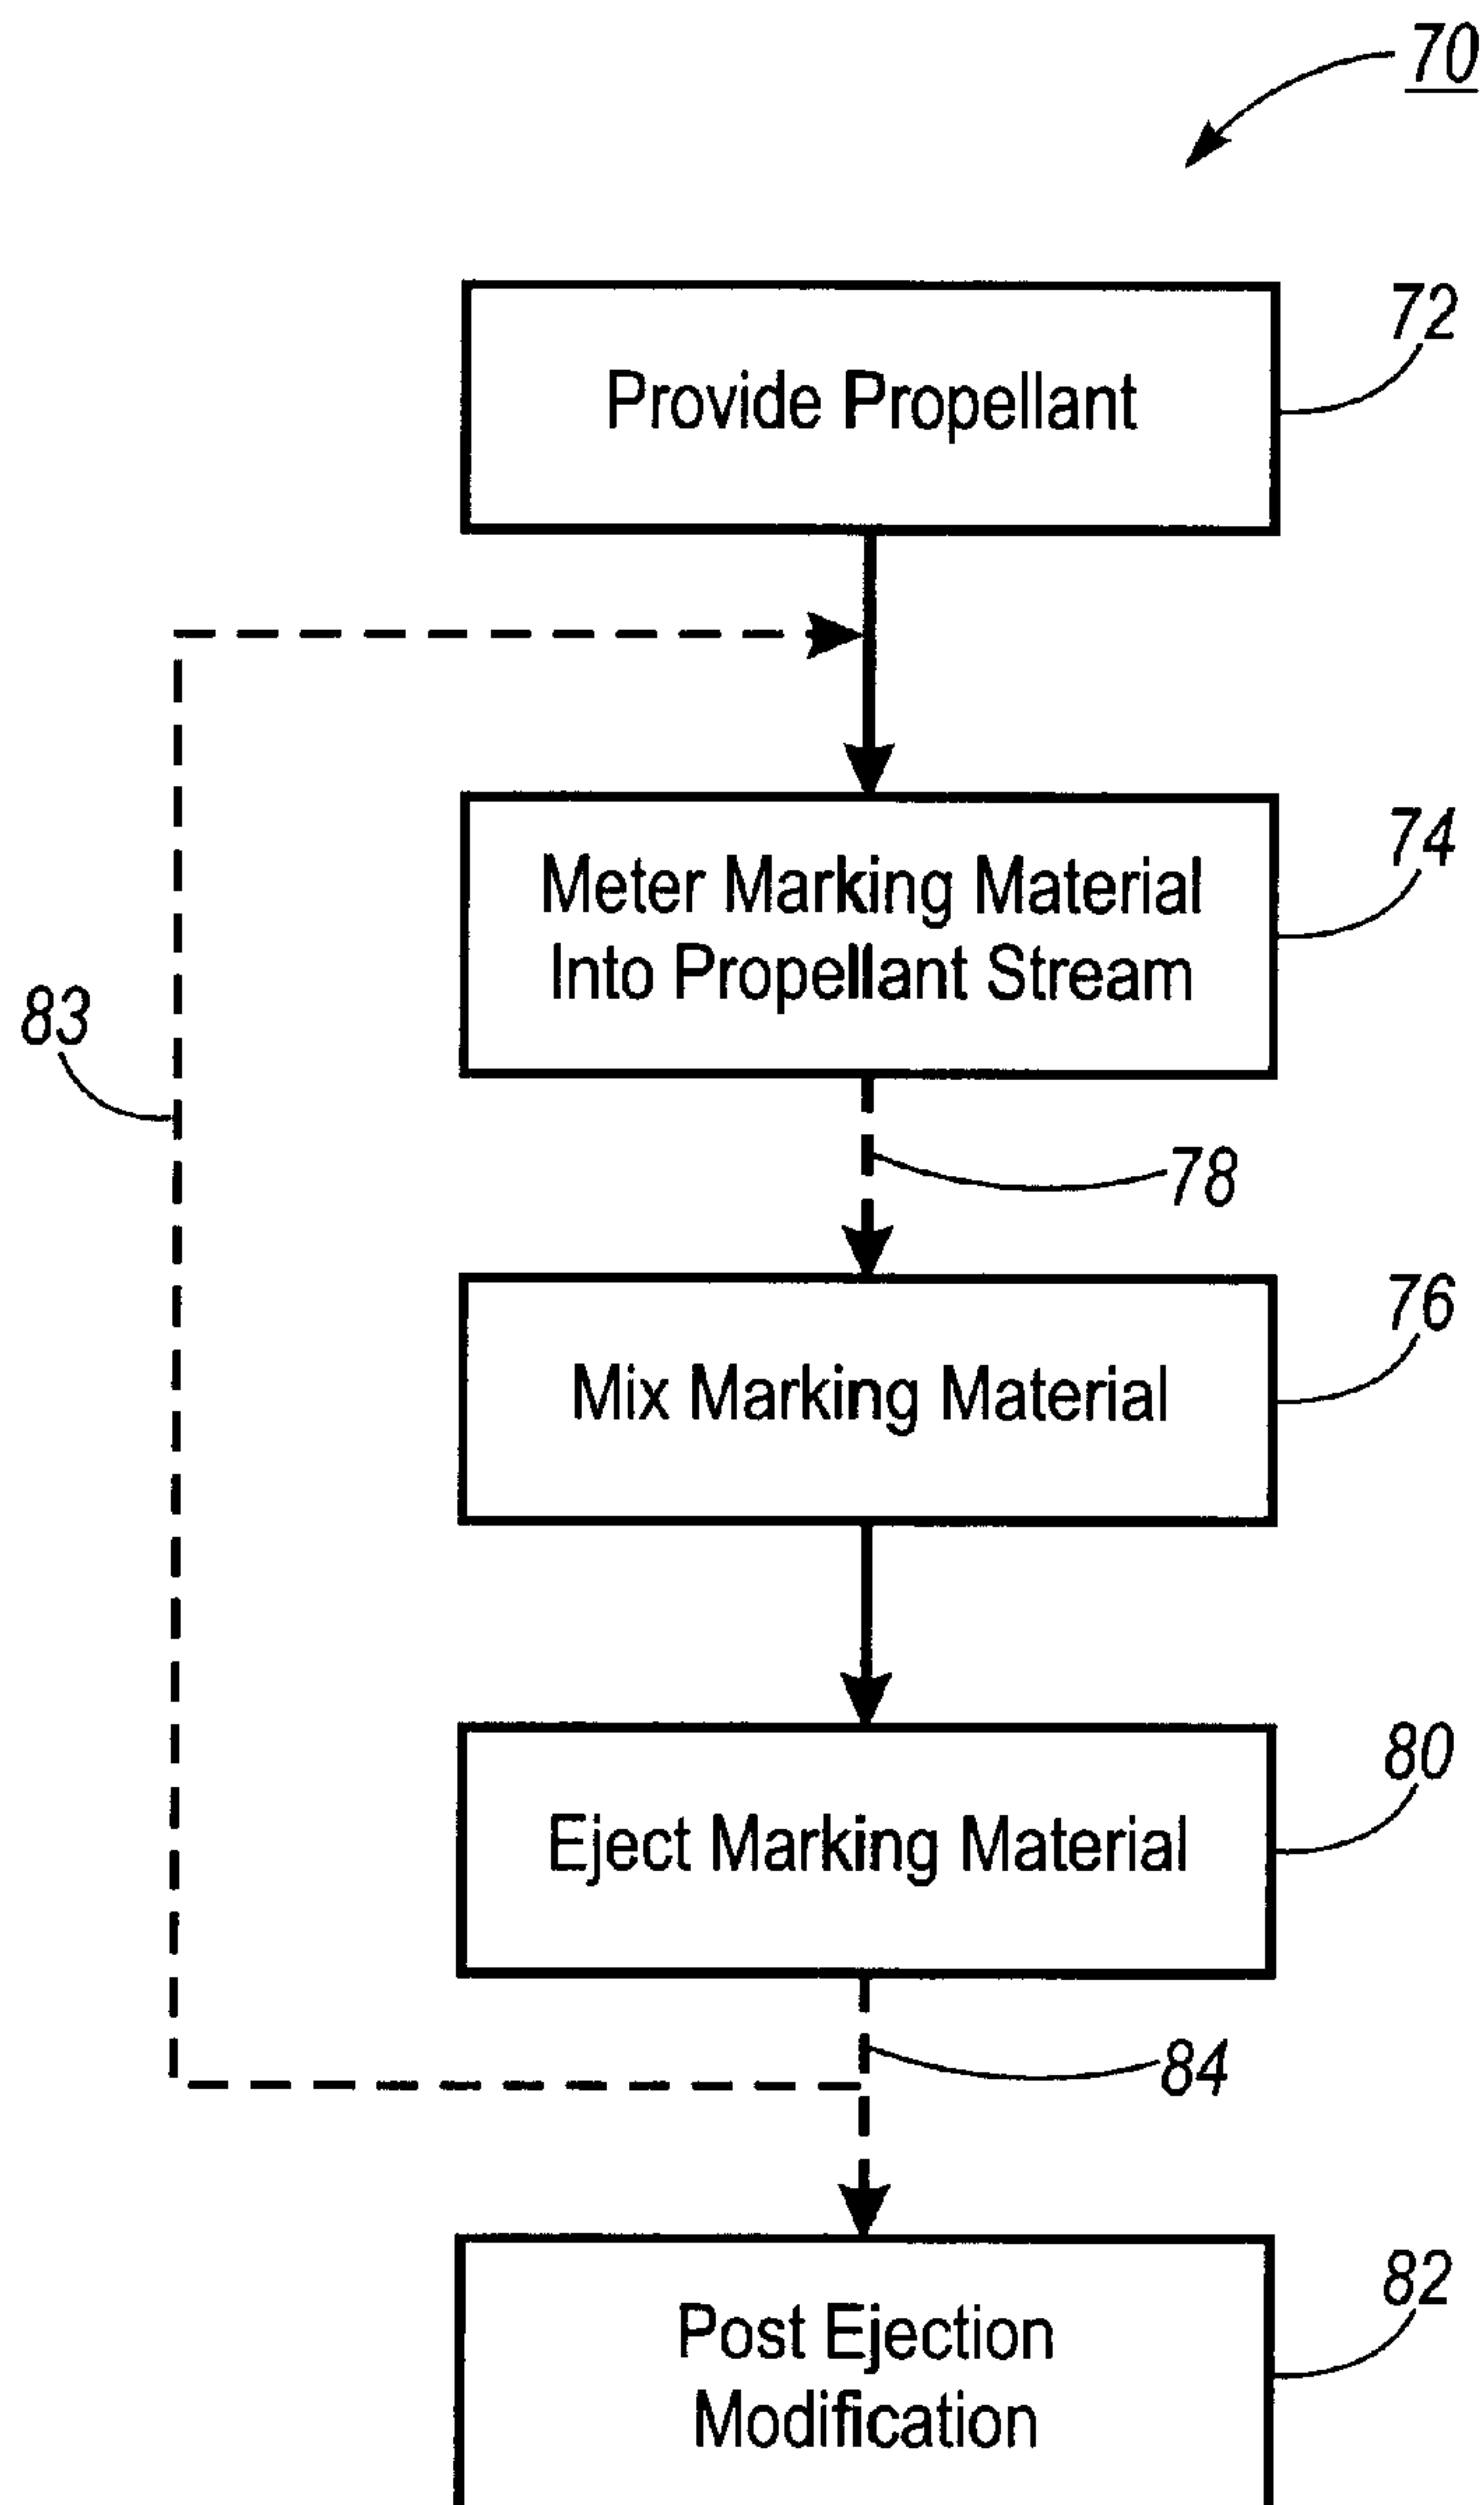 70
Provide Propellant
72
Meter Marking Material
Into Propellant Stream
74
83
78
Mix Marking Material
76
Eject Marking Material
80
84
Post Ejection
Modification
82